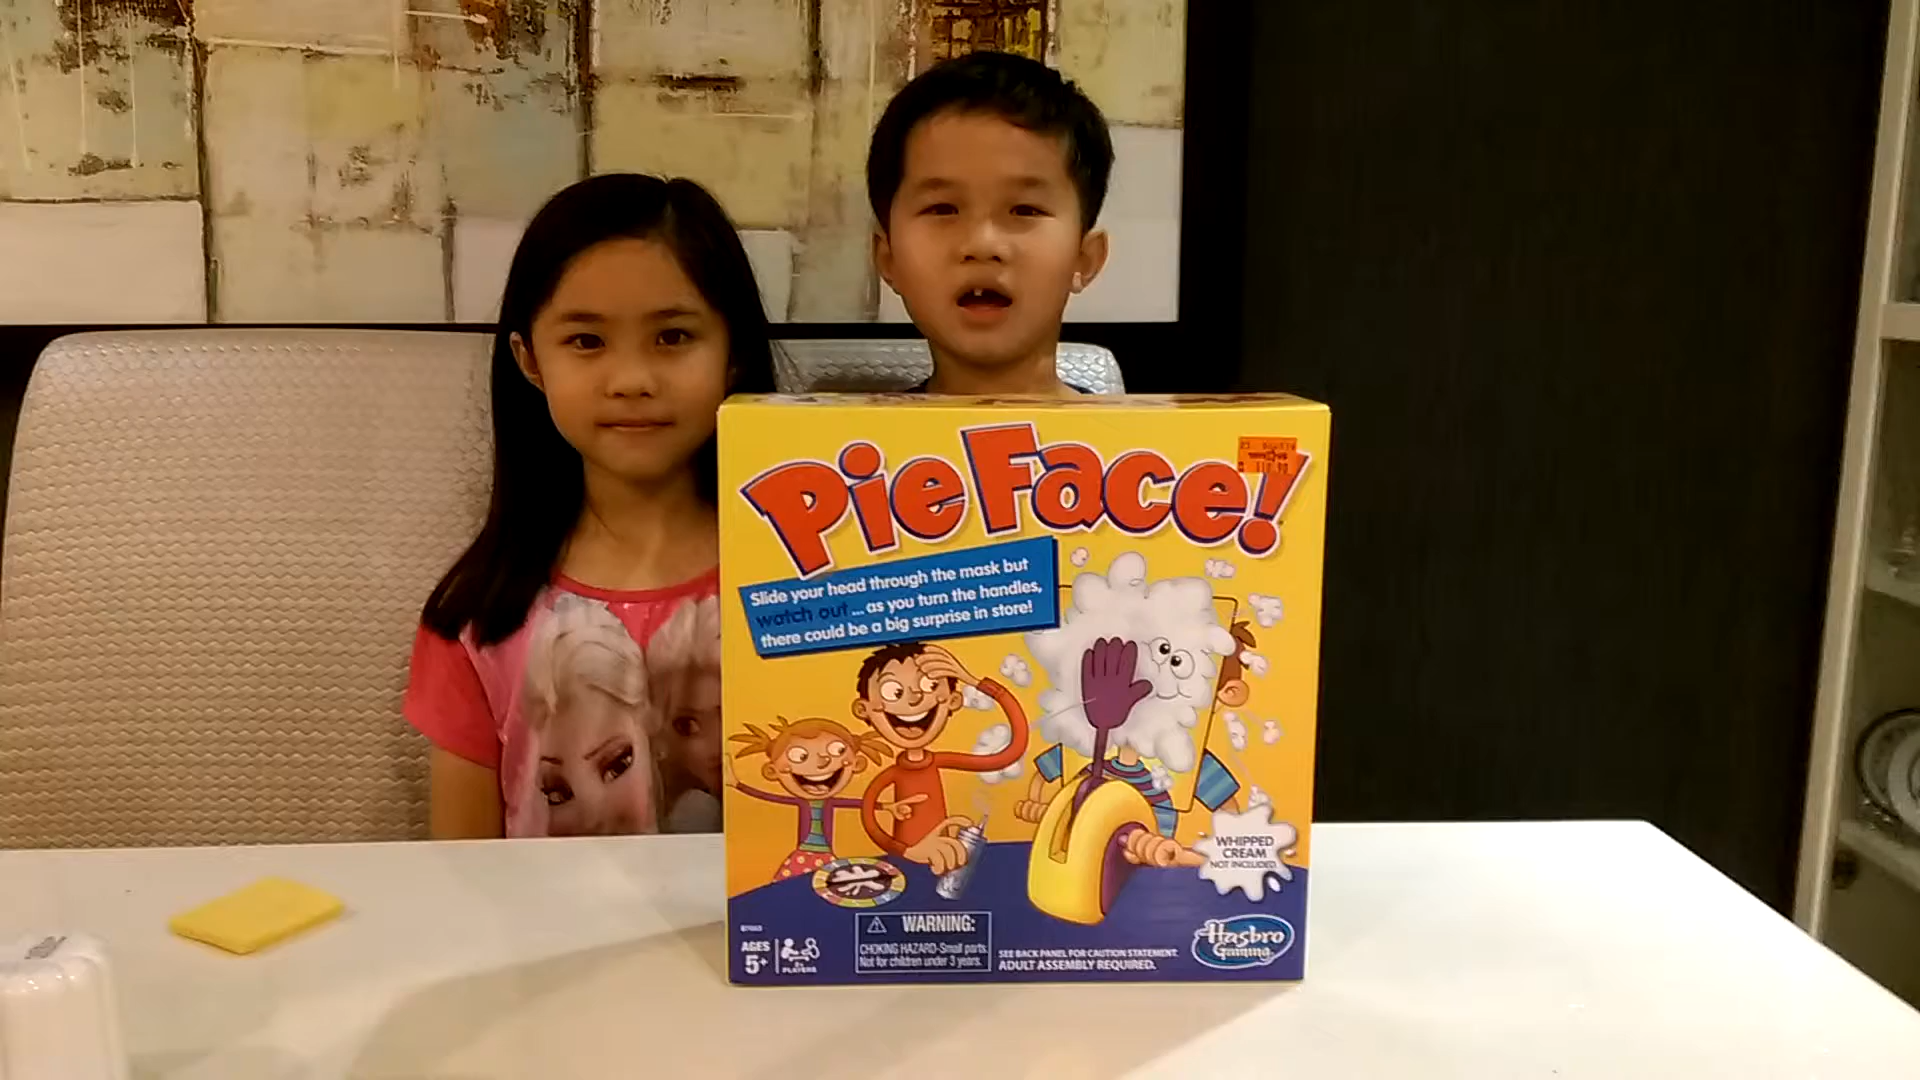 Pie Face!
Slide your head through the mask but
watch out... as you turn the handles,
there could be a big surprise in store!
WHIPPED
CREAM
NOT INCLUDED
AGES
5+
2+
PLAYERS
WARNING:
CHOKING HAZARD-Small parts.
Not for children under 3 years.
SEE BACK PANEL FOR CAUTION STATEMENT.
ADULT ASSEMBLY REQUIRED.
Hasbro
Gaming